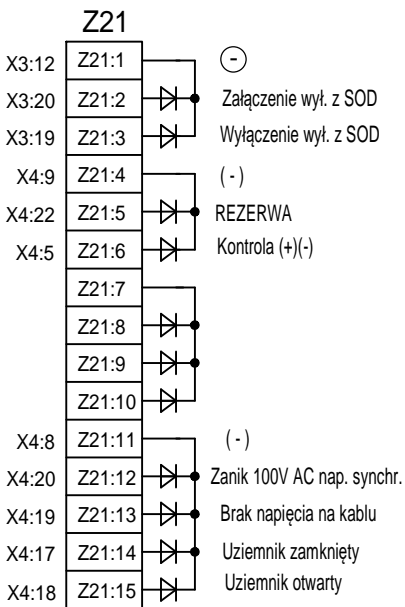 Z21
X3:12 Z21:1 -
X3:20 Z21:2 Załączenie wył. z SOD
X3:19 Z21:3 Wyłączenie wył. z SOD
X4:9 Z21:4 ( - )
X4:22 Z21:5 REZERWA
X4:5 Z21:6 Kontrola (+)(-)
Z21:7
Z21:8
Z21:9
Z21:10
X4:8 Z21:11 ( - )
X4:20 Z21:12 Zanik 100V AC nap. synchr.
X4:19 Z21:13 Brak napięcia na kablu
X4:17 Z21:14 Uziemnik zamknięty
X4:18 Z21:15 Uziemnik otwarty